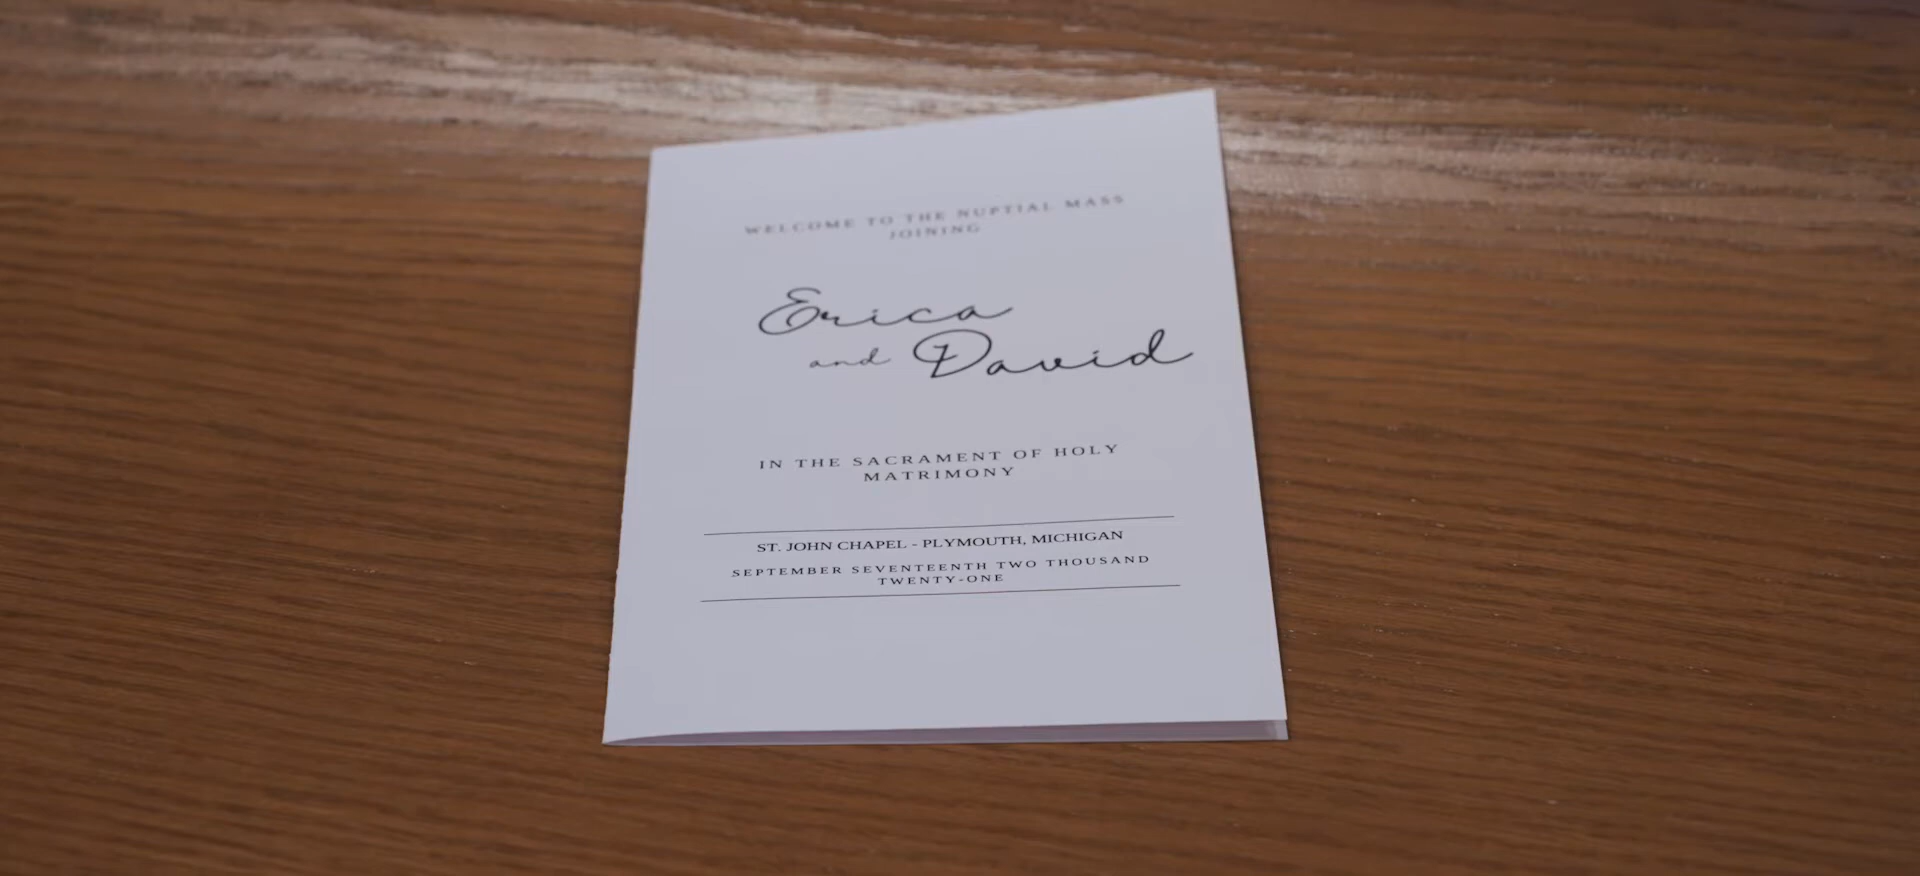 WELCOME TO THE NUPTIAL MASS
JOINING
Erica
and David
IN THE SACRAMENT OF HOLY
MATRIMONY
ST. JOHN CHAPEL - PLYMOUTH, MICHIGAN
SEPTEMBER SEVENTEENTH TWO THOUSAND
TWENTY-ONE